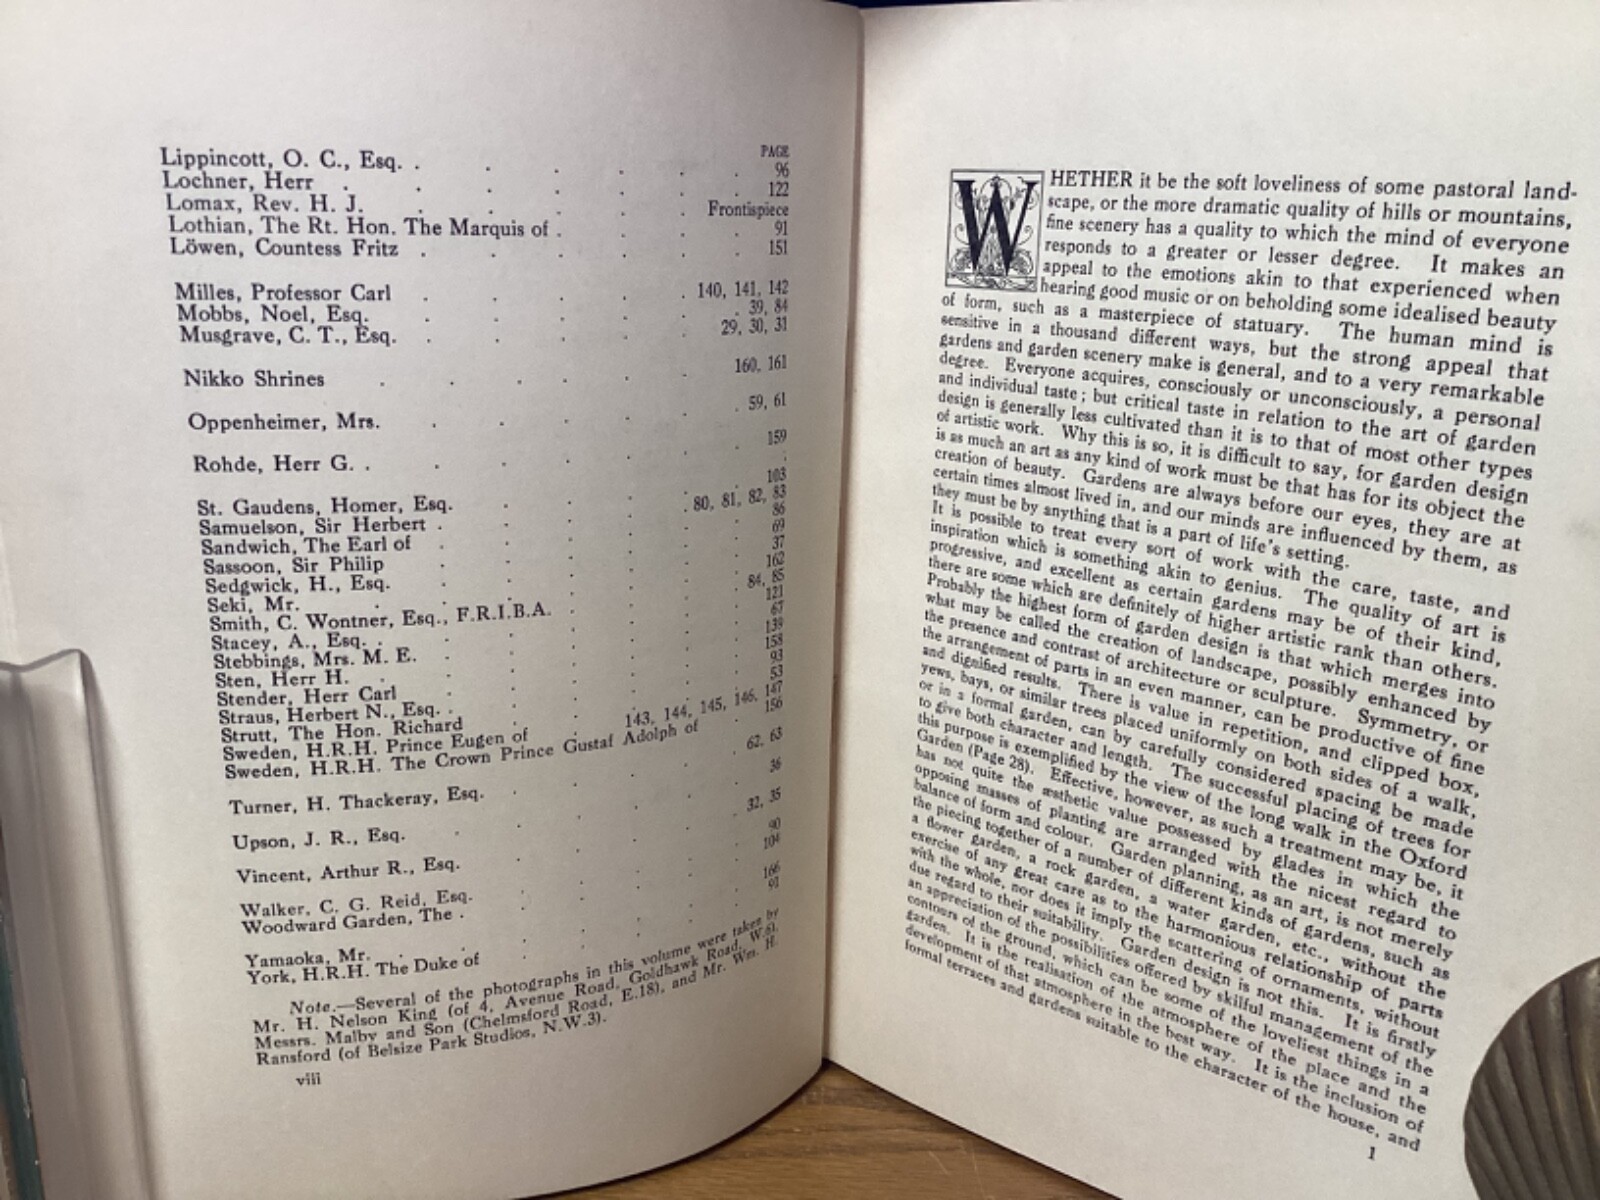 PAGE
Lippincott, O. C., Esq. . . . . . . 96
Lochner, Herr . . . . . . 122
Lomax, Rev. H. J. . . . . . Frontispiece
Lothian, The Rt. Hon. The Marquis of . . . . 91
Löwen, Countess Fritz . . . . . . 151
Milles, Professor Carl . . . . . 140, 141, 142
Mobbs, Noel, Esq. . . . . . . 39, 84
Musgrave, C. T., Esq. . . . . . 29, 30, 31
Nikko Shrines . . . . . . 160, 161
Oppenheimer, Mrs. . . . . . . 59, 61
Rohde, Herr G. . . . . . . 159
St. Gaudens, Homer, Esq. . . . . . . 103
Samuelson, Sir Herbert . . . . . 80, 81, 82, 83
Sandwich, The Earl of . . . . . . 86
Sassoon, Sir Philip . . . . . . 69
Sedgwick, H., Esq. . . . . . . 37
Seki, Mr. . . . . . . . 162
Smith, C. Wontner, Esq., F.R.I.B.A. . . . . 84, 85
Stacey, A., Esq. . . . . . . 121
Stebbings, Mrs. M. E. . . . . . . 67
Sten, Herr H. . . . . . . 139
Stender, Herr Carl . . . . . . 158
Straus, Herbert N., Esq. . . . . . . 93
Strutt, The Hon. Richard . . . . . 53
Sweden, H.R.H. Prince Eugen of . 143, 144, 145, 146, 147
Sweden, H.R.H. The Crown Prince Gustaf Adolph of . 156
Turner, H. Thackeray, Esq. . . . . . 62, 63
Upson, J. R., Esq. . . . . . . 36
Vincent, Arthur R., Esq. . . . . . 32, 35
Walker, C. G. Reid, Esq. . . . . . 90
Woodward Garden, The . . . . . . 104
Yamaoka, Mr. . . . . . . 166
York, H.R.H. The Duke of . . . . . 91
Note.—Several of the photographs in this volume were taken by
Mr. H. Nelson King (of 4, Avenue Road, Goldhawk Road, W.6),
Messrs. Malby and Son (Chelmsford Road, E.18), and Mr. Wm. H.
Ransford (of Belsize Park Studios, N.W.3).
viii
WHETHER it be the soft loveliness of some pastoral land-
scape, or the more dramatic quality of hills or mountains,
fine scenery has a quality to which the mind of everyone
responds to a greater or lesser degree. It makes an
appeal to the emotions akin to that experienced when
hearing good music or on beholding some idealised beauty
of form, such as a masterpiece of statuary. The human mind is
sensitive in a thousand different ways, but the strong appeal that
gardens and garden scenery make is general, and to a very remarkable
degree. Everyone acquires, consciously or unconsciously, a personal
and individual taste; but critical taste in relation to the art of garden
design is generally less cultivated than it is to that of most other types
of artistic work. Why this is so, it is difficult to say, for garden design
is as much an art as any kind of work must be that has for its object the
creation of beauty. Gardens are always before our eyes, they are at
certain times almost lived in, and our minds are influenced by them, as
they must be by anything that is a part of life's setting.
It is possible to treat every sort of work with the care, taste, and
inspiration which is something akin to genius. The quality of art is
progressive, and excellent as certain gardens may be of their kind,
there are some which are definitely of higher artistic rank than others.
Probably the highest form of garden design is that which merges into
what may be called the creation of landscape, possibly enhanced by
the presence and contrast of architecture or sculpture. Symmetry, or
the arrangement of parts in an even manner, can be productive of fine
and dignified results. There is value in repetition, and clipped box,
yews, bays, or similar trees placed uniformly on both sides of a walk,
or in a formal garden, can by carefully considered spacing be made
to give both character and length. The successful placing of trees for
this purpose is exemplified by the view of the long walk in the Oxford
Garden (Page 28). Effective, however, as such a treatment may be, it
has not quite the æsthetic value possessed by glades in which the
opposing masses of planting are arranged with the nicest regard to
balance of form and colour. Garden planning, as an art, is not merely
the piecing together of a number of different kinds of gardens, such as
a flower garden, a rock garden, a water garden, etc., without the
exercise of any great care as to the harmonious relationship of parts
with the whole, nor does it imply the scattering of ornaments, without
due regard to their suitability. Garden design is not this. It is firstly
an appreciation of the possibilities offered by skilful management of the
contours of the ground, which can be some of the loveliest things in a
garden. It is the realisation of the atmosphere of the place and the
development of that atmosphere in the best way. It is the inclusion of
formal terraces and gardens suitable to the character of the house, and
1